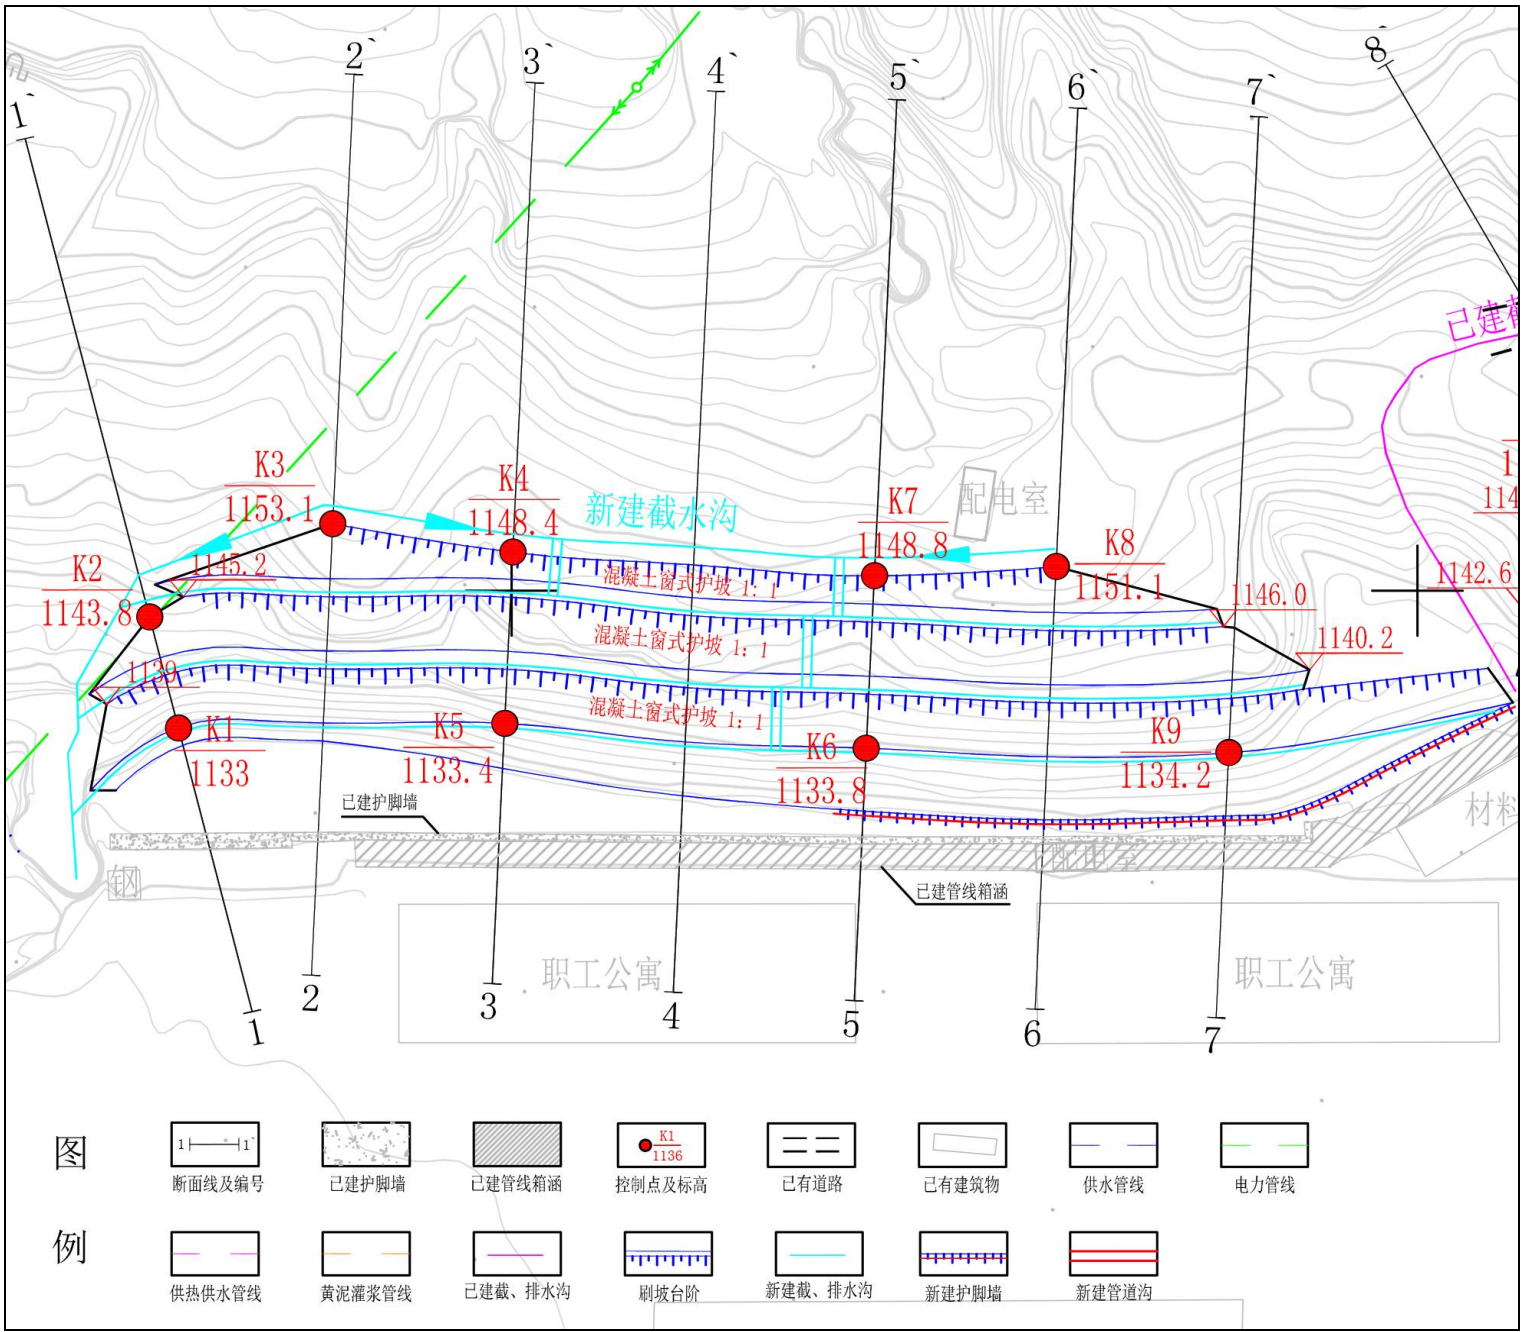 1`
2`
3`
4`
5`
6`
7`
8`
已建截
K3
1153.1
K4
1148.4
新建截水沟
K7
1148.8
配电室
K8
1151.1
1
114
1142.6
1145.2
K2
1143.8
混凝土窗式护坡 1: 1
1146.0
混凝土窗式护坡 1: 1
1140.2
1139
混凝土窗式护坡 1: 1
K1
1133
K5
1133.4
K6
1133.8
K9
1134.2
已建护脚墙
材料
配电室
钢
已建管线箱涵
职工公寓
职工公寓
1
2
3
4
5
6
7
图
例
1 1`
K1
1136
断面线及编号
已建护脚墙
已建管线箱涵
控制点及标高
已有道路
已有建筑物
供水管线
电力管线
供热供水管线
黄泥灌浆管线
已建截、排水沟
刷坡台阶
新建截、排水沟
新建护脚墙
新建管道沟